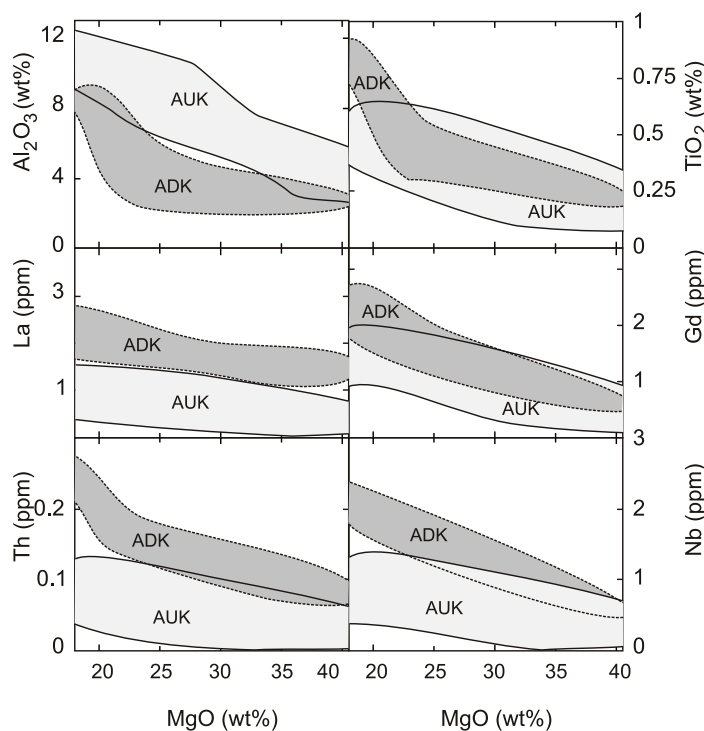 Al2O3 (wt%)
12
8
4
0
AUK
ADK
ADK
AUK
1
0.75
0.5
0.25
0
TiO2 (wt%)
La (ppm)
3
1
ADK
AUK
ADK
AUK
2
1
0
Gd (ppm)
Th (ppm)
0.2
0.1
0
ADK
AUK
ADK
AUK
3
2
1
0
Nb (ppm)
20 25 30 35 40
20 25 30 35 40
MgO (wt%)
MgO (wt%)